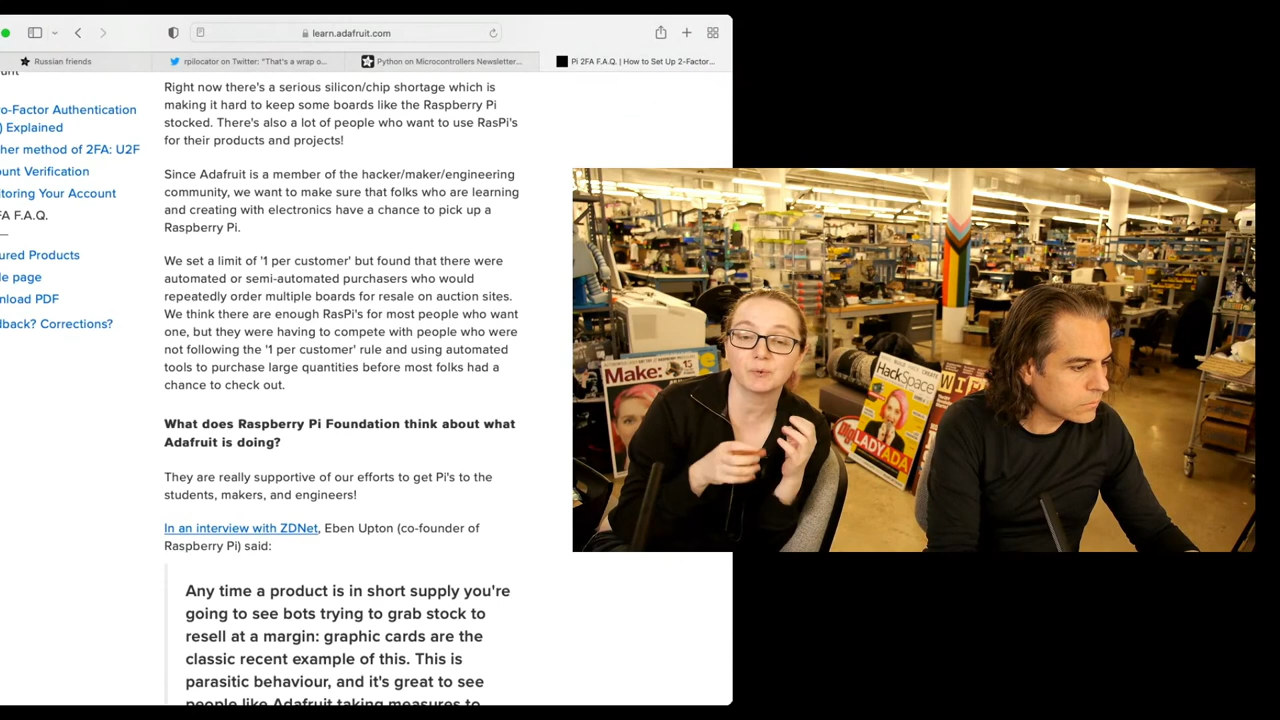 learn.adafruit.com
Russian friends
rpilocator on Twitter: "That's a wrap o...
Python on Microcontrollers Newsletter...
Pi 2FA F.A.Q. | How to Set Up 2-Factor...
Right now there's a serious silicon/chip shortage which is
making it hard to keep some boards like the Raspberry Pi
stocked. There's also a lot of people who want to use RasPi's
for their products and projects!
Since Adafruit is a member of the hacker/maker/engineering
community, we want to make sure that folks who are learning
and creating with electronics have a chance to pick up a
Raspberry Pi.
We set a limit of '1 per customer' but found that there were
automated or semi-automated purchasers who would
repeatedly order multiple boards for resale on auction sites.
We think there are enough RasPi's for most people who want
one, but they were having to compete with people who were
not following the '1 per customer' rule and using automated
tools to purchase large quantities before most folks had a
chance to check out.
What does Raspberry Pi Foundation think about what
Adafruit is doing?
They are really supportive of our efforts to get Pi's to the
students, makers, and engineers!
In an interview with ZDNet, Eben Upton (co-founder of
Raspberry Pi) said:
Any time a product is in short supply you're
going to see bots trying to grab stock to
resell at a margin: graphic cards are the
classic recent example of this. This is
parasitic behaviour, and it's great to see
people like Adafruit taking measures to
unt
o-Factor Authentication
) Explained
her method of 2FA: U2F
unt Verification
itoring Your Account
FA F.A.Q.
ured Products
le page
nload PDF
dback? Corrections?
Make:
15
HackSpace
LADYADA
WI